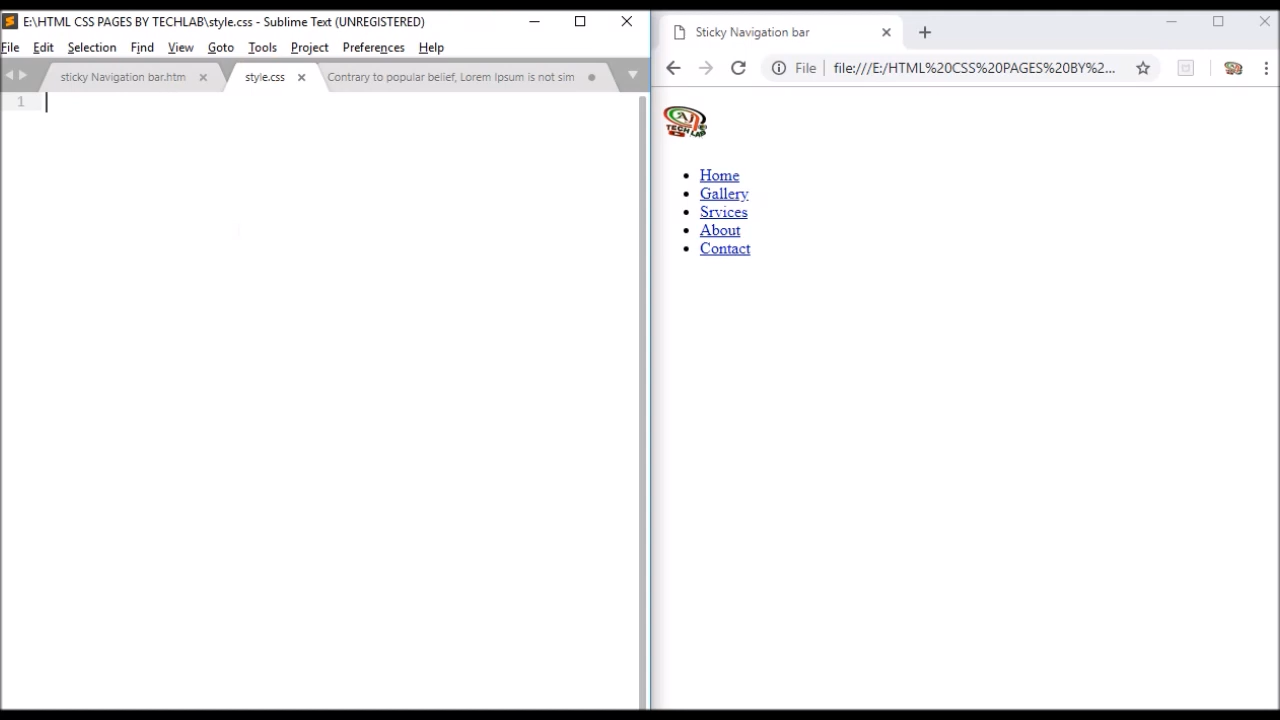 E:\HTML CSS PAGES BY TECHLAB\style.css - Sublime Text (UNREGISTERED)
File Edit Selection Find View Goto Tools Project Preferences Help
sticky Navigation bar.htm
style.css
Contrary to popular belief, Lorem Ipsum is not sim
1
Sticky Navigation bar
File
file:///E:/HTML%20CSS%20PAGES%20BY%2...
TECH LAB
Home
Gallery
Srvices
About
Contact